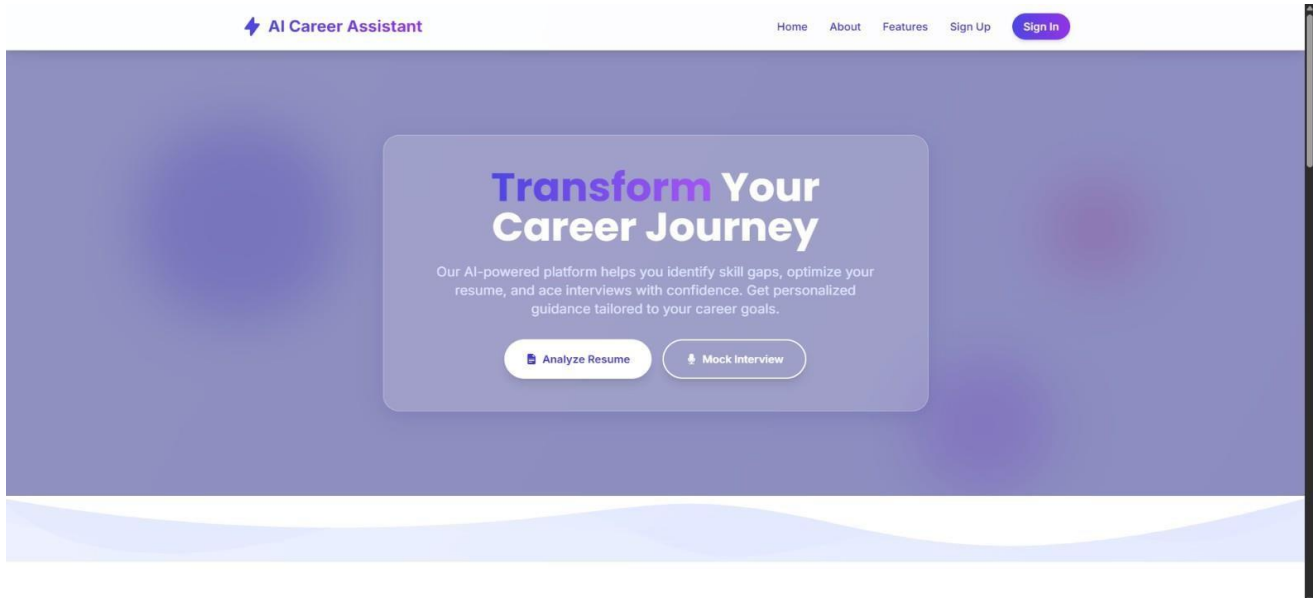 AI Career Assistant
Home
About
Features
Sign Up
Sign In
Transform Your
Career Journey
Our AI-powered platform helps you identify skill gaps, optimize your
resume, and ace interviews with confidence. Get personalized
guidance tailored to your career goals.
Analyze Resume
Mock Interview